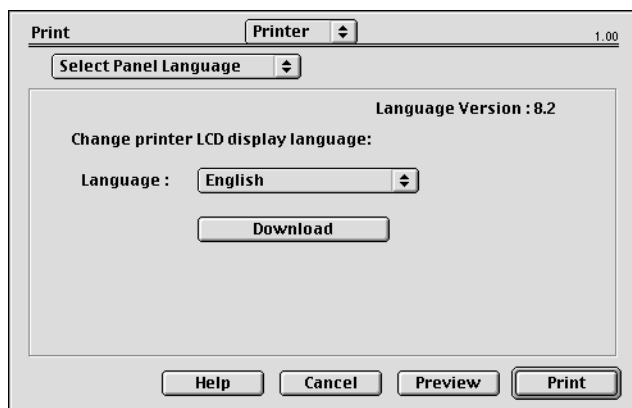 Print Printer 1.00
Select Panel Language
Language Version : 8.2
Change printer LCD display language:
Language : English
Download
Help Cancel Preview Print